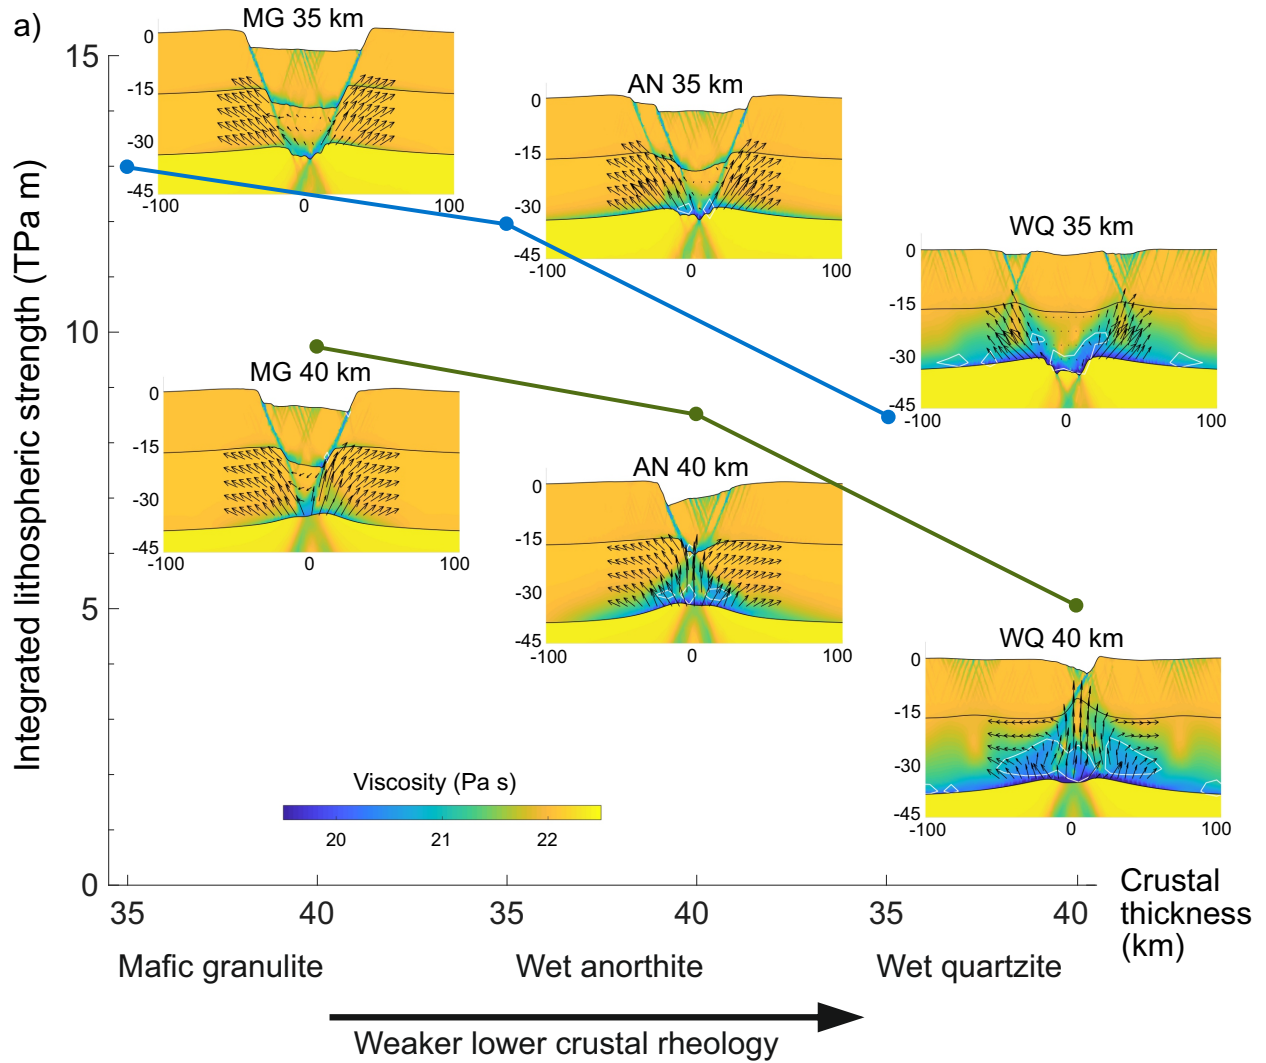 a)
MG 35 km
0
-15
-30
-45
-100
0
100
AN 35 km
0
-15
-30
-45
-100
0
100
WQ 35 km
0
-15
-30
-45
-100
0
100
MG 40 km
0
-15
-30
-45
-100
0
100
AN 40 km
0
-15
-30
-45
-100
0
100
WQ 40 km
0
-15
-30
-45
-100
0
100
Integrated lithospheric strength (TPa m)
15
10
5
0
Viscosity (Pa s)
20 21 22
35 40 35 40 35 40
Crustal
thickness
(km)
Mafic granulite Wet anorthite Wet quartzite
Weaker lower crustal rheology